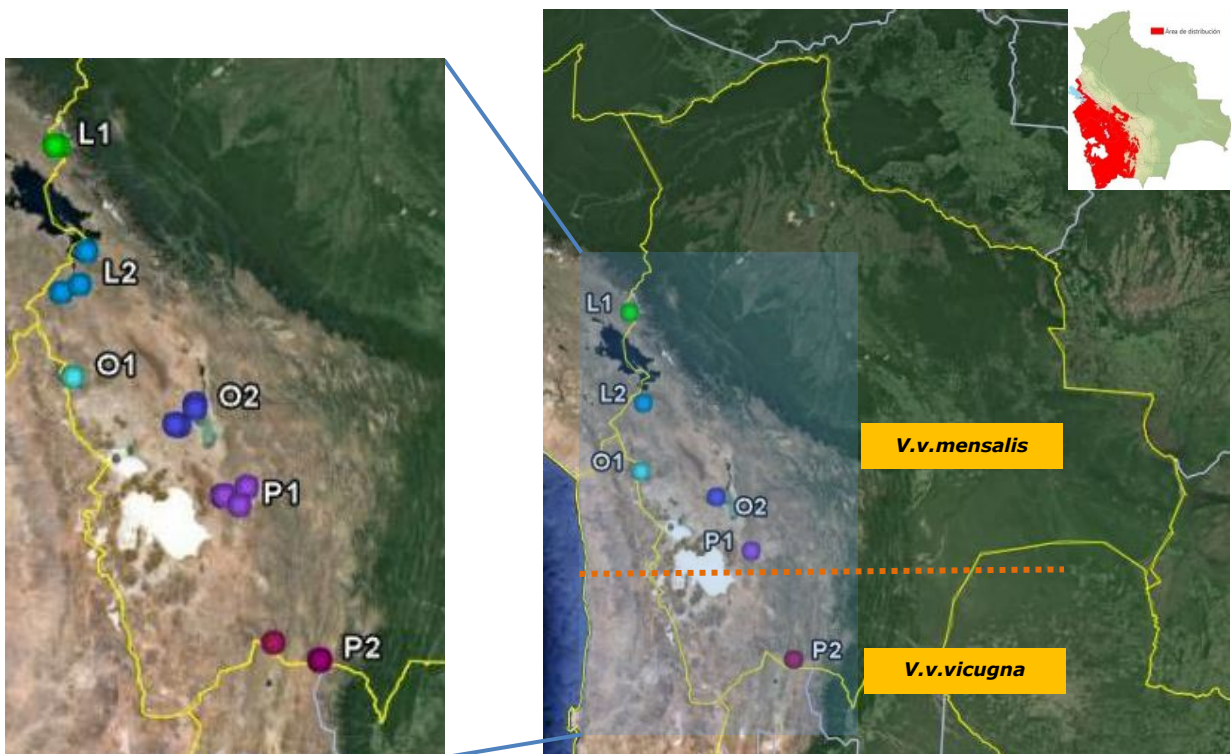 L1
L2
O1
O2
P1
P2
Área de distribución
L1
L2
O1
O2
P1
P2
V.v.mensalis
V.v.vicugna